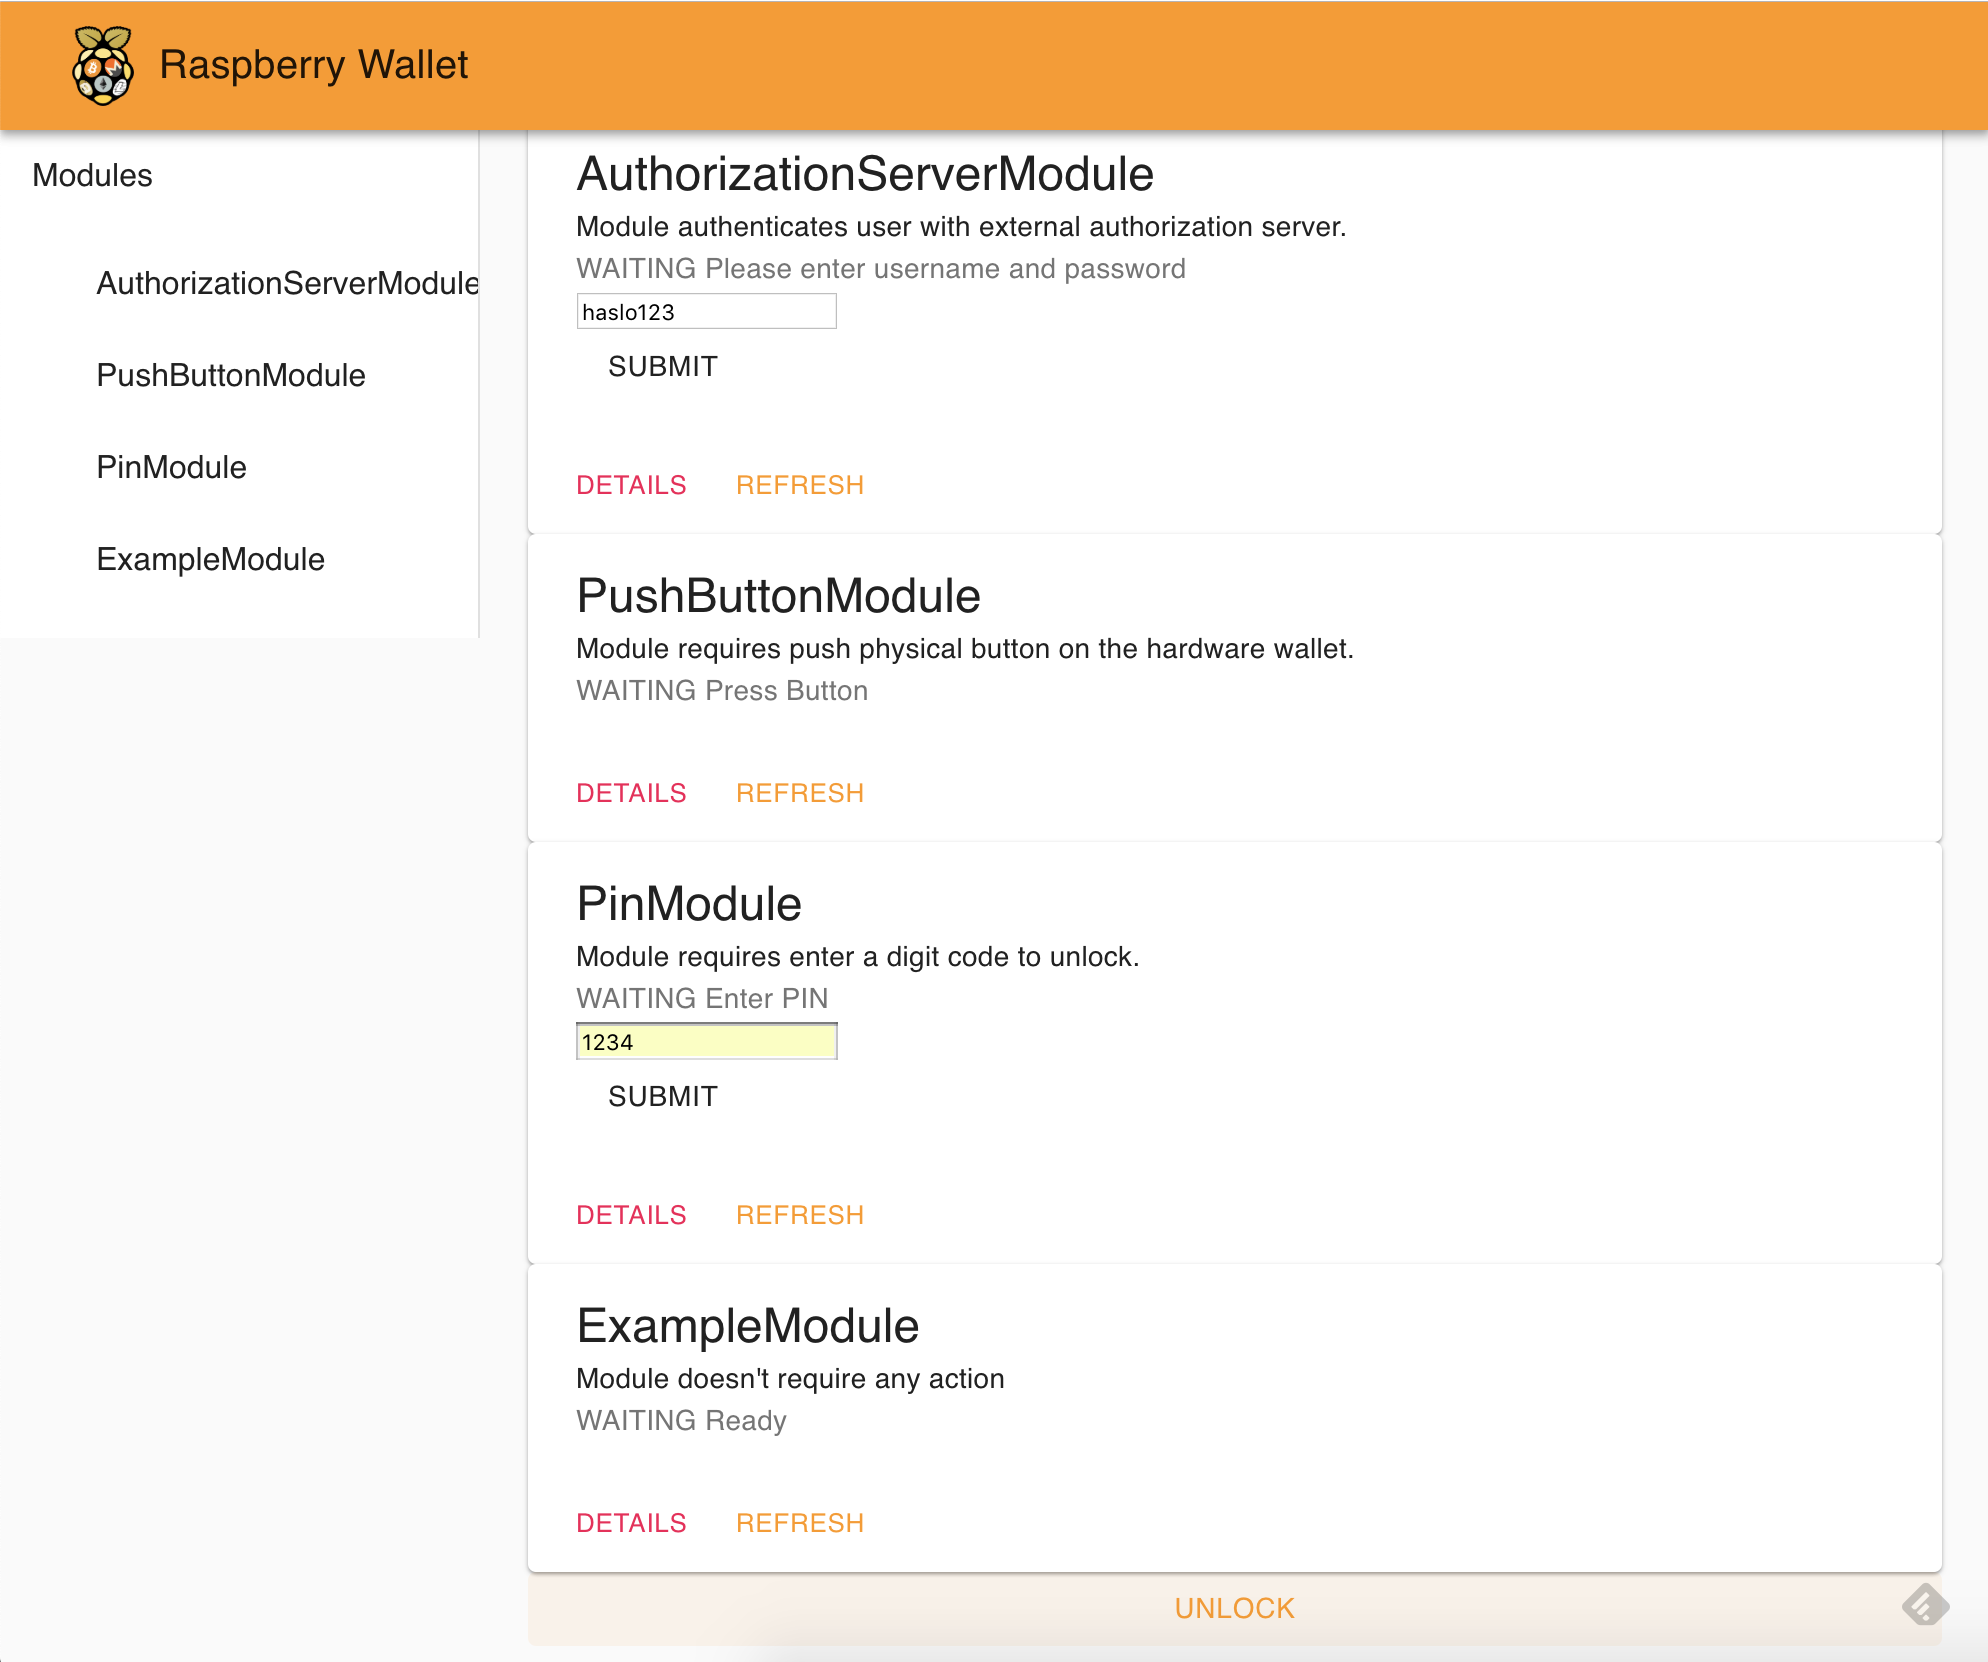 Raspberry Wallet
Modules
AuthorizationServerModule
PushButtonModule
PinModule
ExampleModule
AuthorizationServerModule
Module authenticates user with external authorization server.
WAITING Please enter username and password
haslo123
SUBMIT
DETAILS REFRESH
PushButtonModule
Module requires push physical button on the hardware wallet.
WAITING Press Button
DETAILS REFRESH
PinModule
Module requires enter a digit code to unlock.
WAITING Enter PIN
1234
SUBMIT
DETAILS REFRESH
ExampleModule
Module doesn't require any action
WAITING Ready
DETAILS REFRESH
UNLOCK